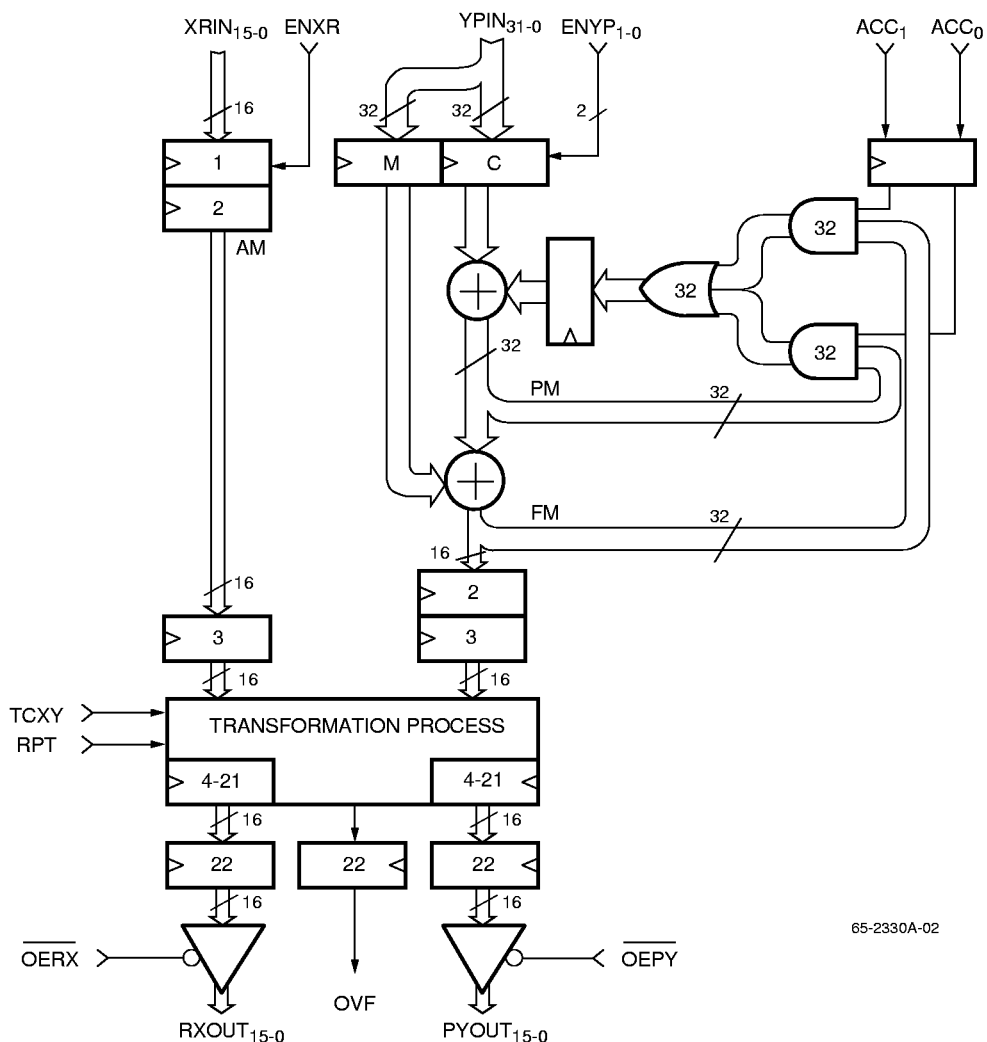 XRIN15-0 ENXR YPIN31-0 ENYP1-0 ACC1 ACC0
16 32 32 2
1 M C
2
AM
32
32
32
32
PM 32
FM 32
16
2
16
3 3
16 16
TCXY
TRANSFORMATION PROCESS
RPT
4-21 4-21
16 16
22 22 22
16 16
65-2330A-02
OERX OEPY
OVF
RXOUT15-0 PYOUT15-0